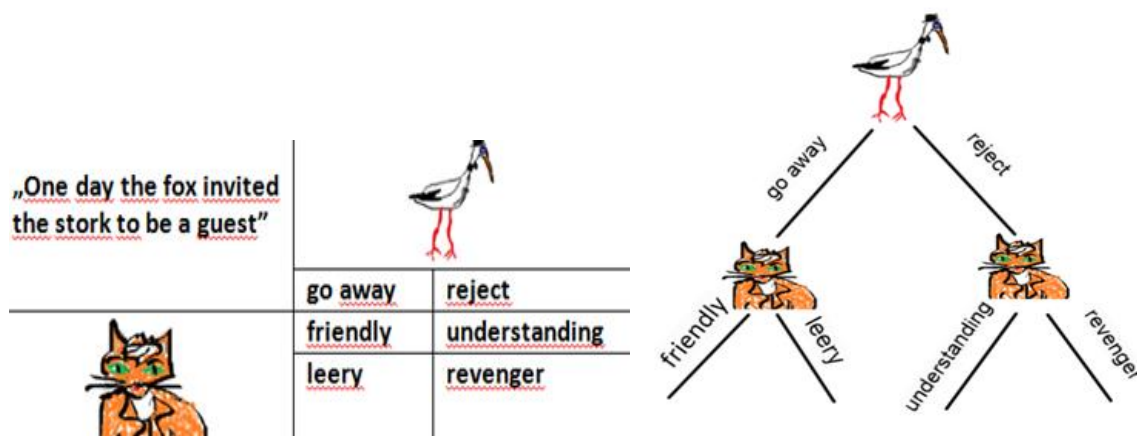 „One day the fox invited
the stork to be a guest”
go away reject
friendly understanding
leery revenger
go away reject
friendly leery understanding revenger